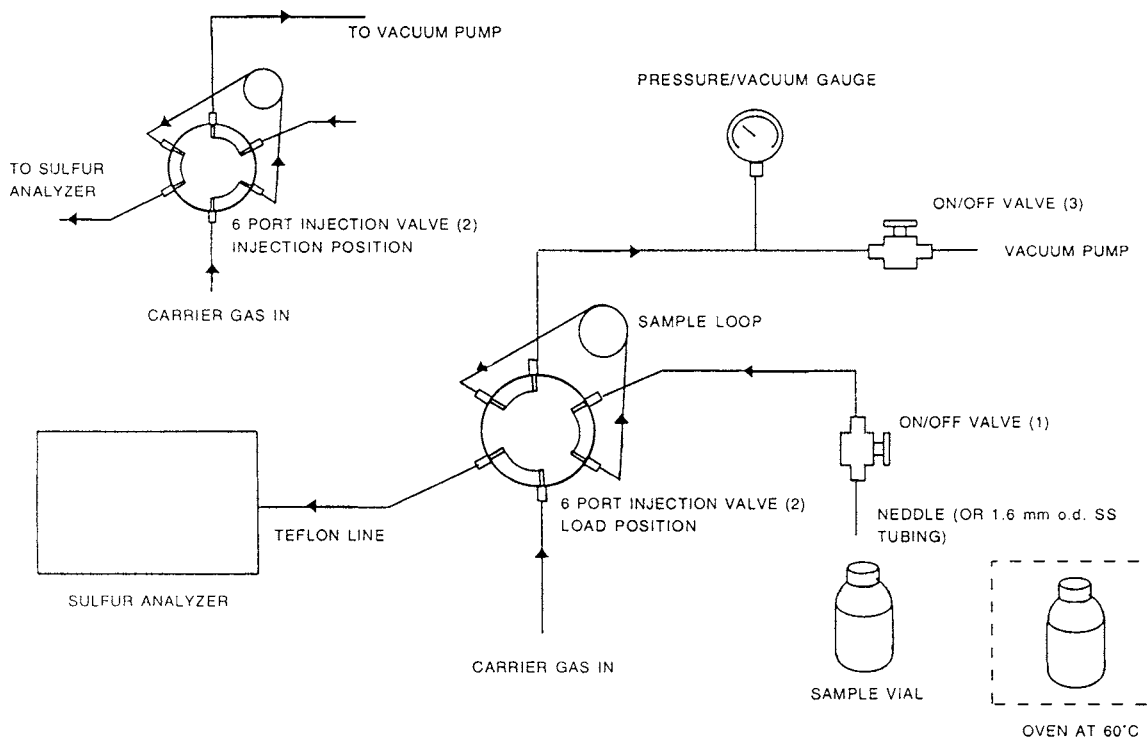 TO VACUUM PUMP
PRESSURE/VACUUM GAUGE
TO SULFUR
ANALYZER
6 PORT INJECTION VALVE (2)
INJECTION POSITION
CARRIER GAS IN
ON/OFF VALVE (3)
VACUUM PUMP
SAMPLE LOOP
ON/OFF VALVE (1)
6 PORT INJECTION VALVE (2)
LOAD POSITION
NEDDLE (OR 1.6 mm o.d. SS
TUBING)
TEFLON LINE
SULFUR ANALYZER
CARRIER GAS IN
SAMPLE VIAL
OVEN AT 60°C